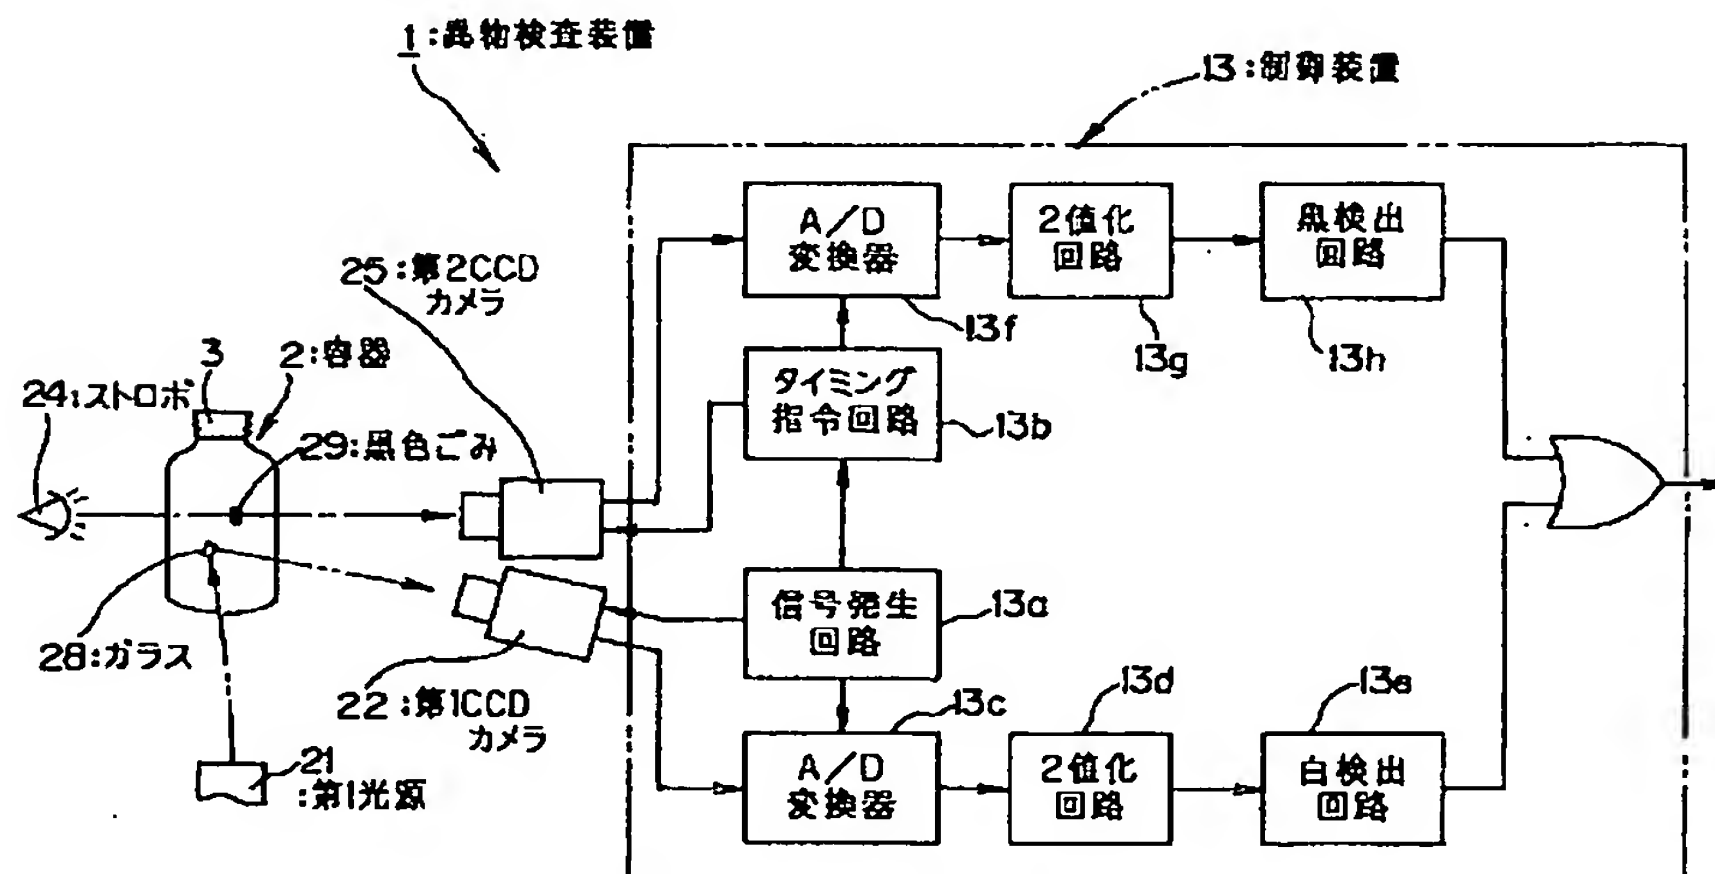 1:異物検査装置
13:制御装置
A/D
変換器
2値化
回路
黒検出
回路
25:第2CCD
カメラ
13f
13g
13h
3
2:容器
24:ストロボ
タイミング
指令回路
13b
29:黒色ごみ
信号発生
回路
13a
28:ガラス
22:第1CCD
カメラ
13c
13d
13e
21
:第1光源
A/D
変換器
2値化
回路
白検出
回路